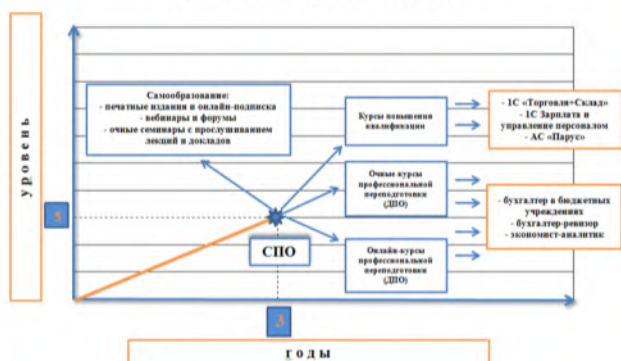 уровень
Самообразование:
- печатные издания и онлайн-подписка
- вебинары и форумы
- очные семинары с прослушиванием
лекций и докладов
Курсы повышения
квалификации
- 1С «Торговля+Склад»
- 1С Зарплата и
управление персоналом
- АС «Парус»
Очные курсы
профессиональной
переподготовки
(ДПО)
- бухгалтер в бюджетных
учреждениях
- бухгалтер-ревизор
- экономист-аналитик
5
СПО
Онлайн-курсы
профессиональной
переподготовки
(ДПО)
3
годы